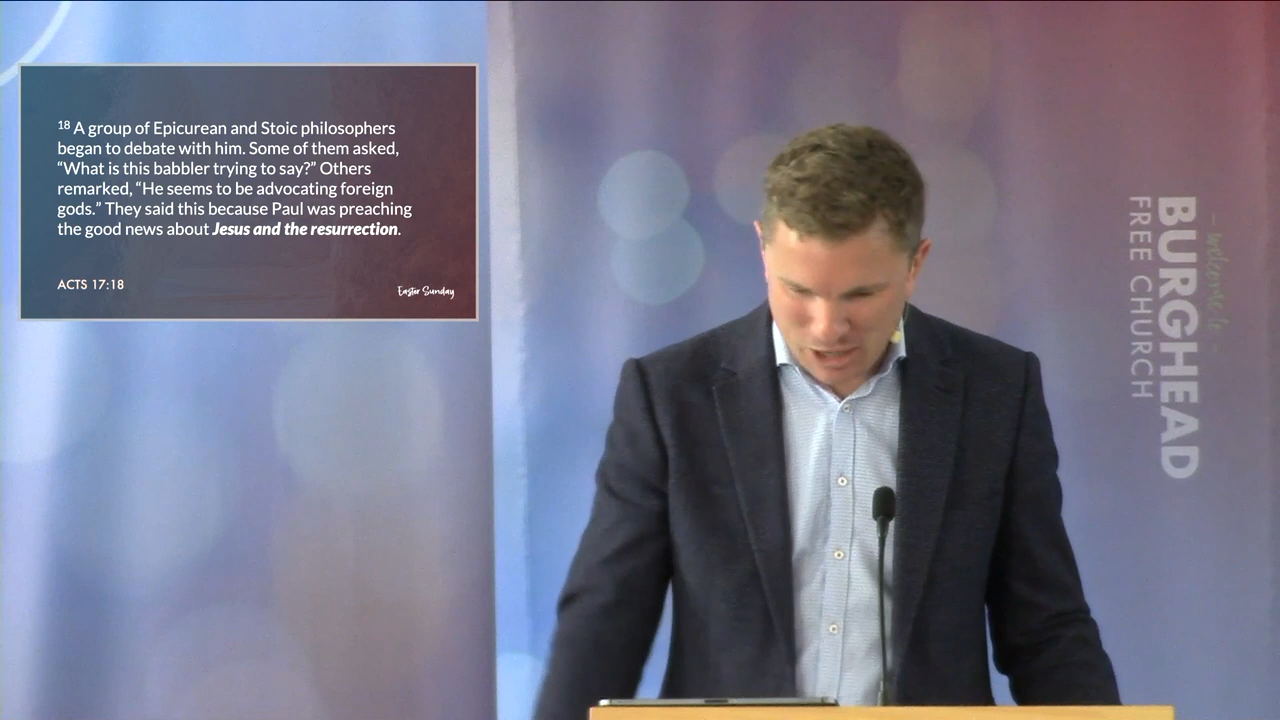 18 A group of Epicurean and Stoic philosophers
began to debate with him. Some of them asked,
“What is this babbler trying to say?” Others
remarked, “He seems to be advocating foreign
gods.” They said this because Paul was preaching
the good news about Jesus and the resurrection.
ACTS 17:18
Easter Sunday
– welcome to –
BURGHEAD
FREE CHURCH